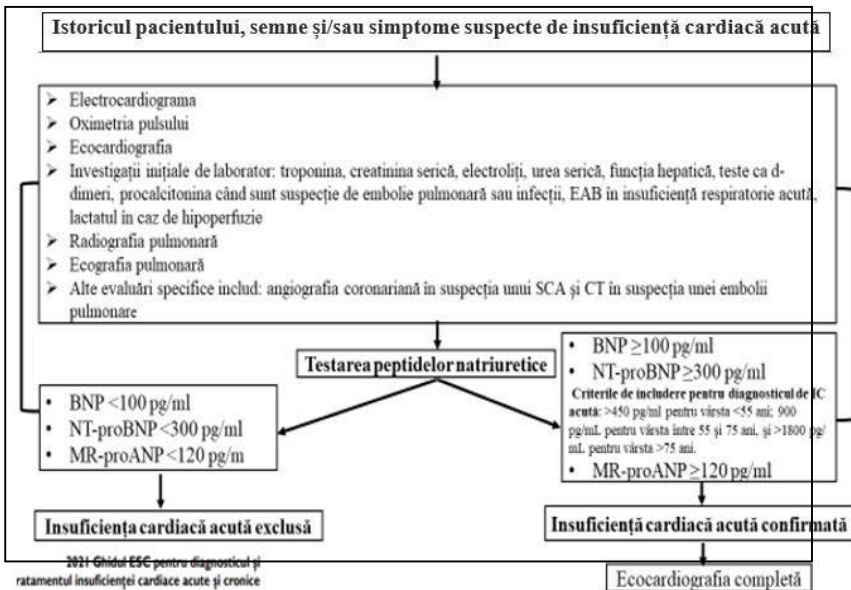 Istoricul pacientului, semne și/sau simptome suspecte de insuficiență cardiacă acută
➢ Electrocardiograma
➢ Oximetria pulsului
➢ Ecocardiografia
➢ Investigații inițiale de laborator: troponina, creatinina serică, electroliți, urea serică, funcția hepatică, teste ca d-
dimeri, procalcitonina când sunt suspecție de embolie pulmonară sau infecții, EAB în insuficiență respiratorie acută,
lactatul în caz de hipoperfuzie
➢ Radiografia pulmonară
➢ Ecografia pulmonară
➢ Alte evaluări specifice includ: angiografia coronariană în suspecția unui SCA și CT în suspecția unei embolii
pulmonare
Testarea peptidelor natriuretice
• BNP <100 pg/ml
• NT-proBNP <300 pg/ml
• MR-proANP <120 pg/m
• BNP ≥100 pg/ml
• NT-proBNP ≥300 pg/ml
Criteriile de includere pentru diagnosticul de IC
acută: >450 pg/ml pentru vârsta <55 ani; 900
pg/mL pentru vârsta între 55 și 75 ani, și >1800 pg/
mL pentru vârsta >75 ani.
• MR-proANP ≥120 pg/ml
Insuficiența cardiacă acută exclusă
Insuficiență cardiacă acută confirmată
2021 Ghidul ESC pentru diagnosticul și
ratamentul insuficienței cardiace acute și cronice
Ecocardiografia completă